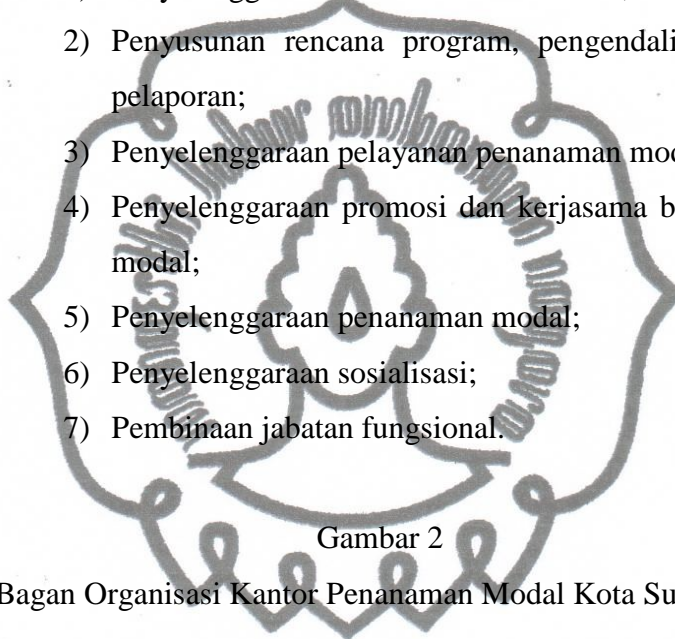 2) Penyusunan rencana program, pengendali
pelaporan;
3) Penyelenggaraan pelayanan penanaman mod
4) Penyelenggaraan promosi dan kerjasama b
modal;
5) Penyelenggaraan penanaman modal;
6) Penyelenggaraan sosialisasi;
7) Pembinaan jabatan fungsional.
Gambar 2
Bagan Organisasi Kantor Penanaman Modal Kota Su